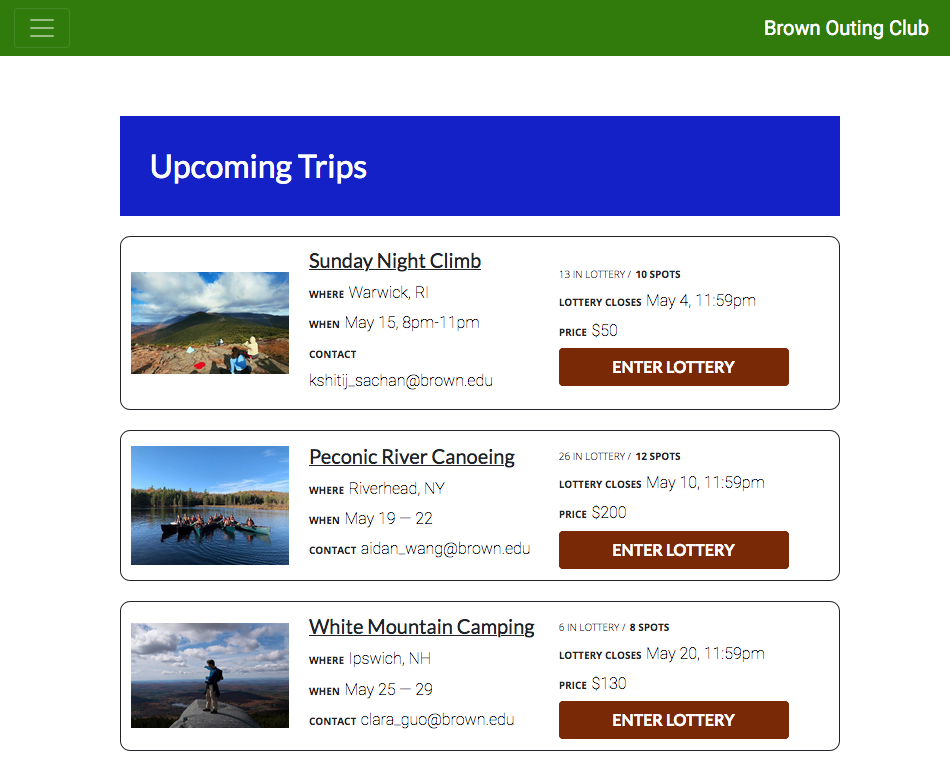 Brown Outing Club
Upcoming Trips
Sunday Night Climb
WHERE Warwick, RI
WHEN May 15, 8pm-11pm
CONTACT
kshitij_sachan@brown.edu
13 IN LOTTERY / 10 SPOTS
LOTTERY CLOSES May 4, 11:59pm
PRICE $50
ENTER LOTTERY
Peconic River Canoeing
WHERE Riverhead, NY
WHEN May 19 — 22
CONTACT aidan_wang@brown.edu
26 IN LOTTERY / 12 SPOTS
LOTTERY CLOSES May 10, 11:59pm
PRICE $200
ENTER LOTTERY
White Mountain Camping
WHERE Ipswich, NH
WHEN May 25 — 29
CONTACT clara_guo@brown.edu
6 IN LOTTERY / 8 SPOTS
LOTTERY CLOSES May 20, 11:59pm
PRICE $130
ENTER LOTTERY